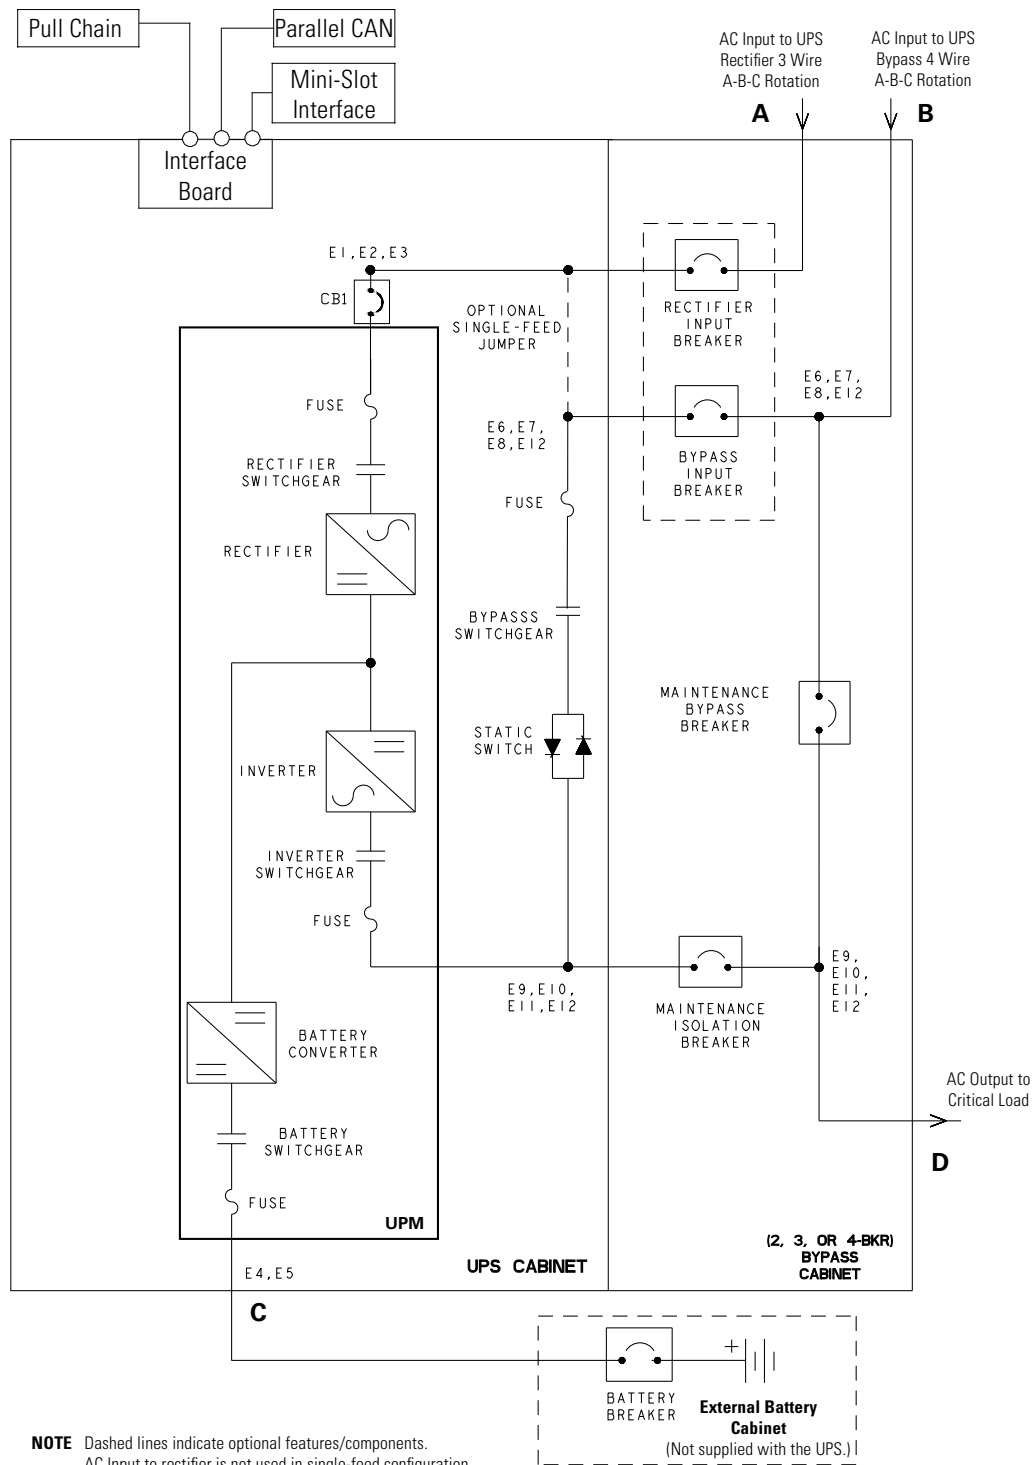 Pull Chain
Parallel CAN
Mini-Slot
Interface
Interface
Board
AC Input to UPS
Rectifier 3 Wire
A-B-C Rotation
AC Input to UPS
Bypass 4 Wire
A-B-C Rotation
A
B
E1,E2,E3
CB1
OPTIONAL
SINGLE-FEED
JUMPER
RECTIFIER
INPUT
BREAKER
E6,E7,
E8,E12
FUSE
E6,E7,
E8,E12
BYPASS
INPUT
BREAKER
RECTIFIER
SWITCHGEAR
FUSE
RECTIFIER
BYPASSS
SWITCHGEAR
MAINTENANCE
BYPASS
BREAKER
STATIC
SWITCH
INVERTER
INVERTER
SWITCHGEAR
FUSE
E9,E10,
E11,E12
MAINTENANCE
ISOLATION
BREAKER
E9,
E10,
E11,
E12
BATTERY
CONVERTER
AC Output to
Critical Load
D
BATTERY
SWITCHGEAR
FUSE
UPM
UPS CABINET
(2, 3, OR 4-BKR)
BYPASS
CABINET
E4,E5
C
BATTERY
BREAKER
+
External Battery
Cabinet
(Not supplied with the UPS.)
NOTE Dashed lines indicate optional features/components.
AC Input to rectifier is not used in single-feed configuration